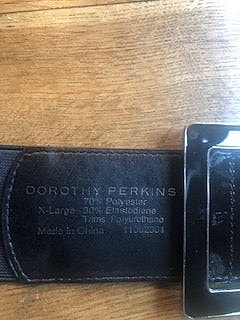 DOROTHY PERKINS
70% Polyester
X-Large 30% Elastodiene
Trims Polyurethane
Made in China 11002301